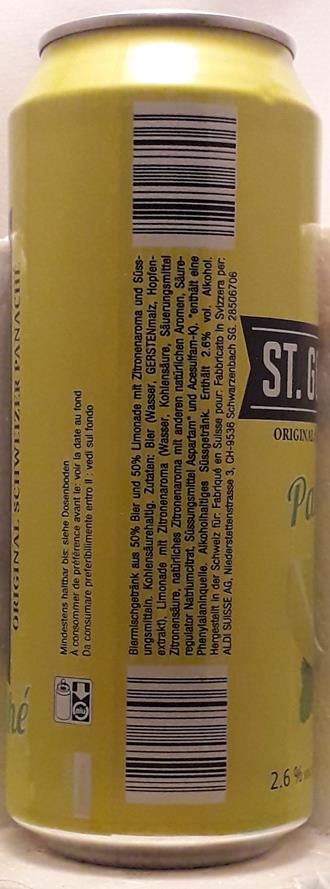 ORIGINAL SCHWEIZER PANACHÉ
hé
Mindestens haltbar bis: siehe Dosenboden
À consommer de préférence avant le: voir la date au fond
Da consumare preferibilmente entro il : vedi sul fondo
alu
Biermischgetränk aus 50% Bier und 50% Limonade mit Zitronenaroma und Süss-
ungsmitteln. Kohlensäurehaltig. Zutaten: Bier (Wasser, GERSTENmalz, Hopfen-
extrakt), Limonade mit Zitronenaroma (Wasser, Kohlensäure, Säuerungsmittel
Zitronensäure, natürliches Zitronenaroma mit anderen natürlichen Aromen, Säure-
regulator Natriumcitrat, Süssungsmittel Aspartam* und Acesulfam-K). *enthält eine
Phenylalaninquelle. Alkoholhaltiges Süssgetränk. Enthält 2.6% vol. Alkohol.
Hergestellt in der Schweiz für: Fabriqué en Suisse pour: Fabbricato in Svizzera per:
ALDI SUISSE AG, Niederstettenstrasse 3, CH-9536 Schwarzenbach SG. 28506706
ST. G
ORIGINAL
Pa
2.6 %